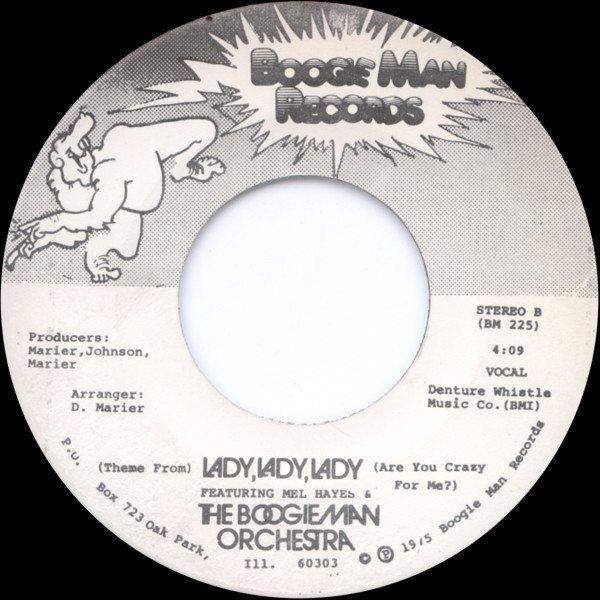 BOOGIE MAN
RECORDS
STEREO B
(BM 225)
4:09
VOCAL
Denture Whistle
Music Co.(BMI)
Producers:
Marier,Johnson,
Marier
Arranger:
D. Marier
(Theme From) LADY,LADY,LADY (Are You Crazy
For Me?)
FEATURING MEL HAYES &
THE BOOGIEMAN
ORCHESTRA
P.O. Box 723 Oak Park, Ill. 60303 © ℗ 1975 Boogie Man Records